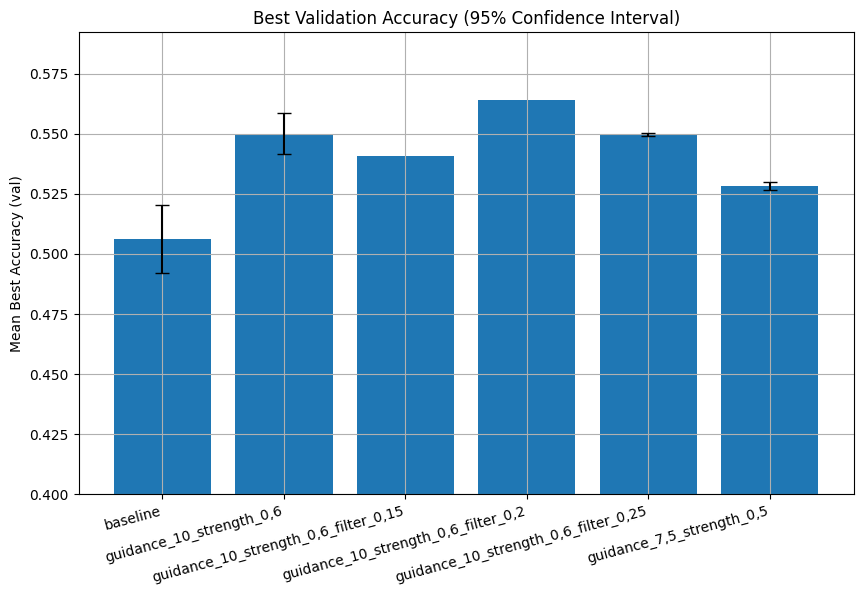 Best Validation Accuracy (95% Confidence Interval)
Mean Best Accuracy (val)
0.575
0.550
0.525
0.500
0.475
0.450
0.425
0.400
baseline
guidance_10_strength_0,6
guidance_10_strength_0,6_filter_0,15
guidance_10_strength_0,6_filter_0,2
guidance_10_strength_0,6_filter_0,25
guidance_7,5_strength_0,5